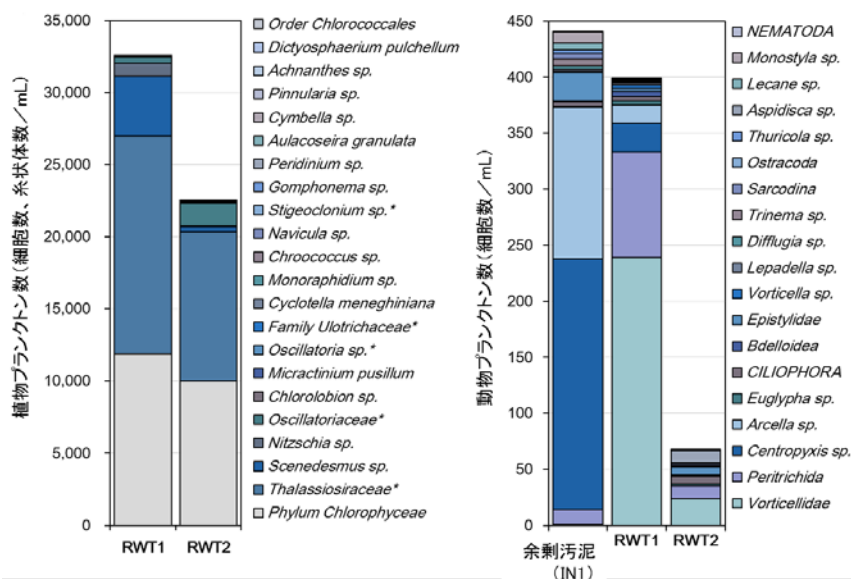 植物プランクトン数(細胞数、糸状体数/mL)
35,000
30,000
25,000
20,000
15,000
10,000
5,000
0
RWT1
RWT2
Order Chlorococcales
Dictyosphaerium pulchellum
Achnanthes sp.
Pinnularia sp.
Cymbella sp.
Aulacoseira granulata
Peridinium sp.
Gomphonema sp.
Stigeoclonium sp.*
Navicula sp.
Chroococcus sp.
Monoraphidium sp.
Cyclotella meneghiniana
Family Ulotrichaceae*
Oscillatoria sp.*
Micractinium pusillum
Chlorolobion sp.
Oscillatoriaceae*
Nitzschia sp.
Scenedesmus sp.
Thalassiosiraceae*
Phylum Chlorophyceae
動物プランクトン数(細胞数/mL)
450
400
350
300
250
200
150
100
50
0
余剰汚泥
(IN1)
RWT1
RWT2
NEMATODA
Monostyla sp.
Lecane sp.
Aspidisca sp.
Thuricola sp.
Ostracoda
Sarcodina
Trinema sp.
Difflugia sp.
Lepadella sp.
Vorticella sp.
Epistylidae
Bdelloidea
CILIOPHORA
Euglypha sp.
Arcella sp.
Centropyxis sp.
Peritrichida
Vorticellidae